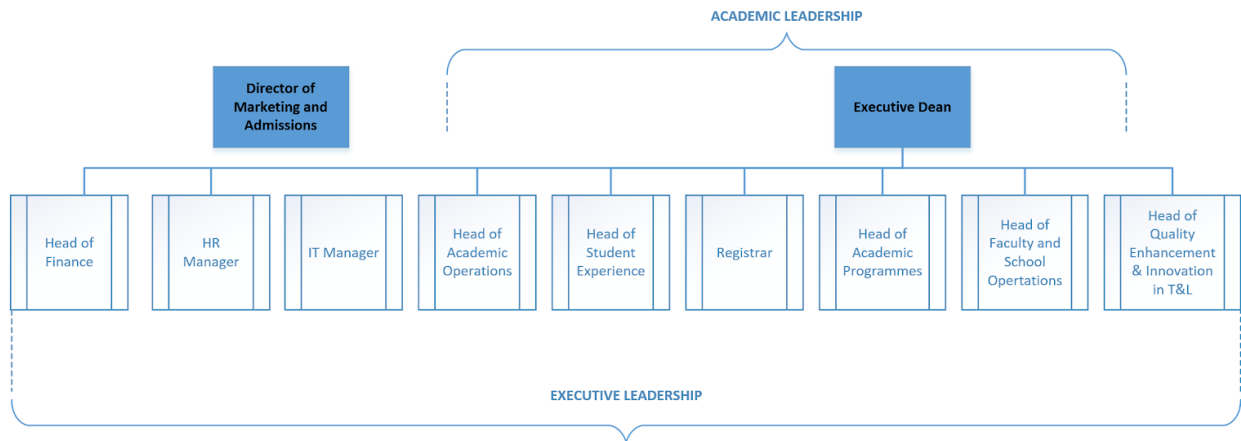 ACADEMIC LEADERSHIP
Director of
Marketing and
Admissions
Executive Dean
Head of
Finance
HR
Manager
IT Manager
Head of
Academic
Operations
Head of
Student
Experience
Registrar
Head of
Academic
Programmes
Head of
Faculty and
School
Opertations
Head of
Quality
Enhancement
& Innovation
in T&L
EXECUTIVE LEADERSHIP